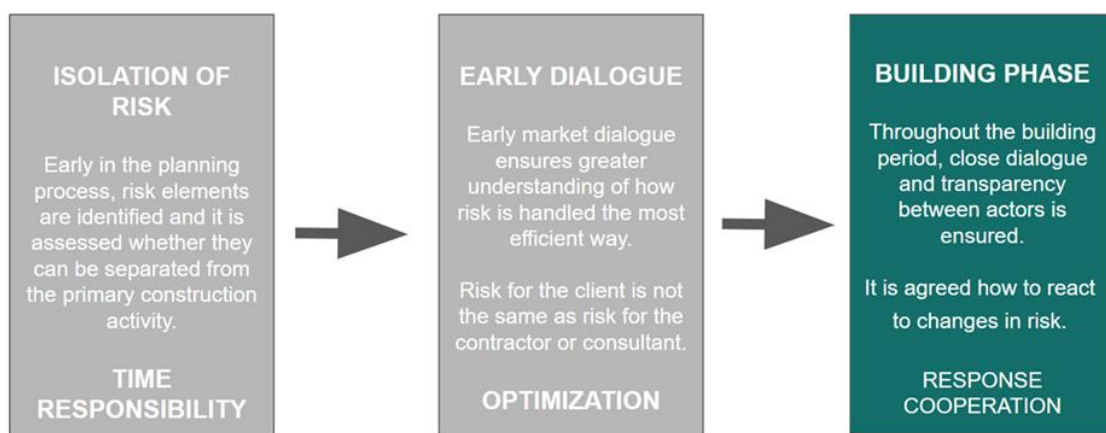 ISOLATION OF
RISK
Early in the planning
process, risk elements
are identified and it is
assessed whether they
can be separated from
the primary construction
activity.
TIME
RESPONSIBILITY
EARLY DIALOGUE
Early market dialogue
ensures greater
understanding of how
risk is handled the most
efficient way.
Risk for the client is not
the same as risk for the
contractor or consultant.
OPTIMIZATION
BUILDING PHASE
Throughout the building
period, close dialogue
and transparency
between actors is
ensured.
It is agreed how to react
to changes in risk.
RESPONSE
COOPERATION